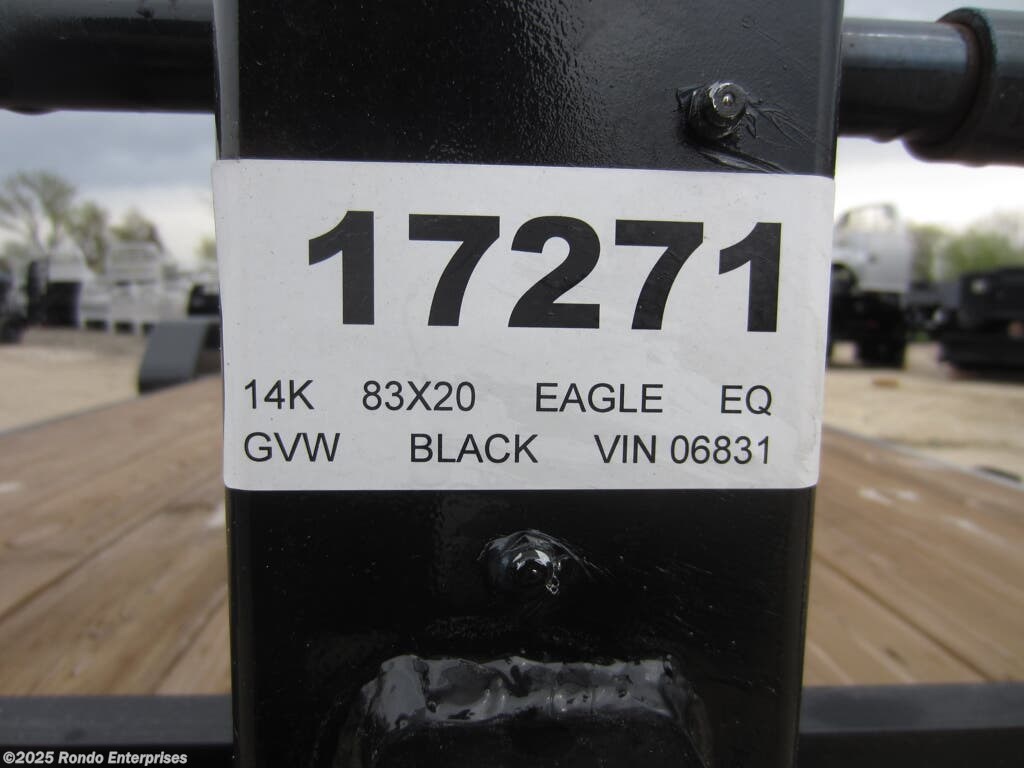 17271
14K 83X20 EAGLE EQ
GVW BLACK VIN 06831
©2025 Rondo Enterprises